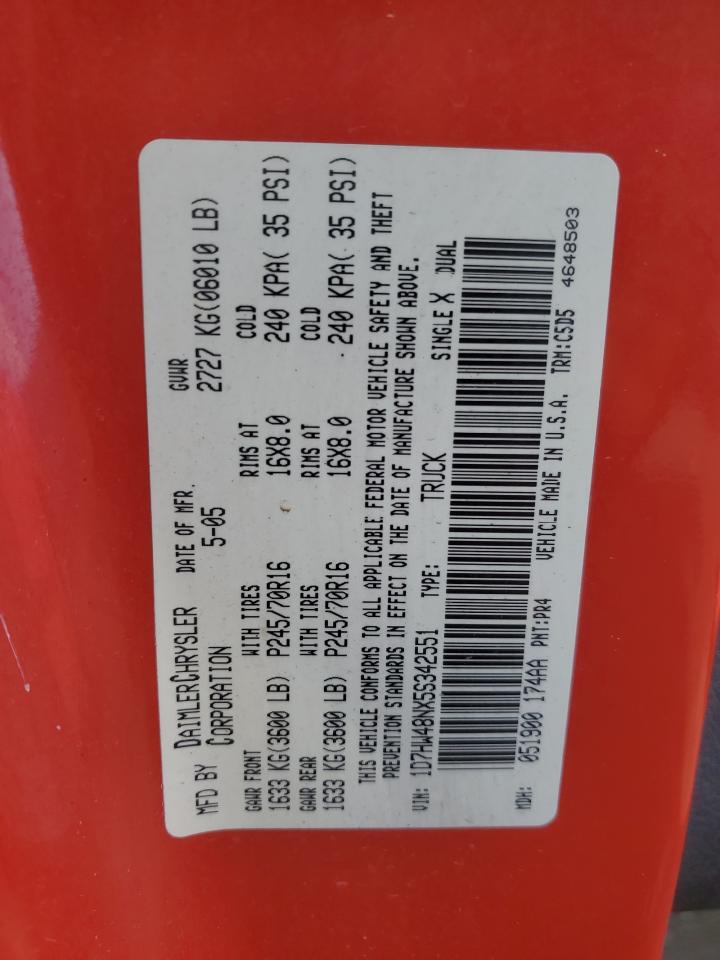 MFD BY DAIMLERCHRYSLER CORPORATION DATE OF MFR. 5-05 GVWR 2727 KG(06010 LB)
GAWR FRONT WITH TIRES RIMS AT COLD
1633 KG(3600 LB) P245/70R16 16X8.0 240 KPA( 35 PSI)
GAWR REAR WITH TIRES RIMS AT COLD
1633 KG(3600 LB) P245/70R16 16X8.0 240 KPA( 35 PSI)
THIS VEHICLE CONFORMS TO ALL APPLICABLE FEDERAL MOTOR VEHICLE SAFETY AND THEFT
PREVENTION STANDARDS IN EFFECT ON THE DATE OF MANUFACTURE SHOWN ABOVE.
VIN: 1D7HW48NX5S342551 TYPE: TRUCK SINGLE X DUAL
MDH: 051900 174AA PNT:PR4 VEHICLE MADE IN U.S.A. TRM:C5D5 4648503